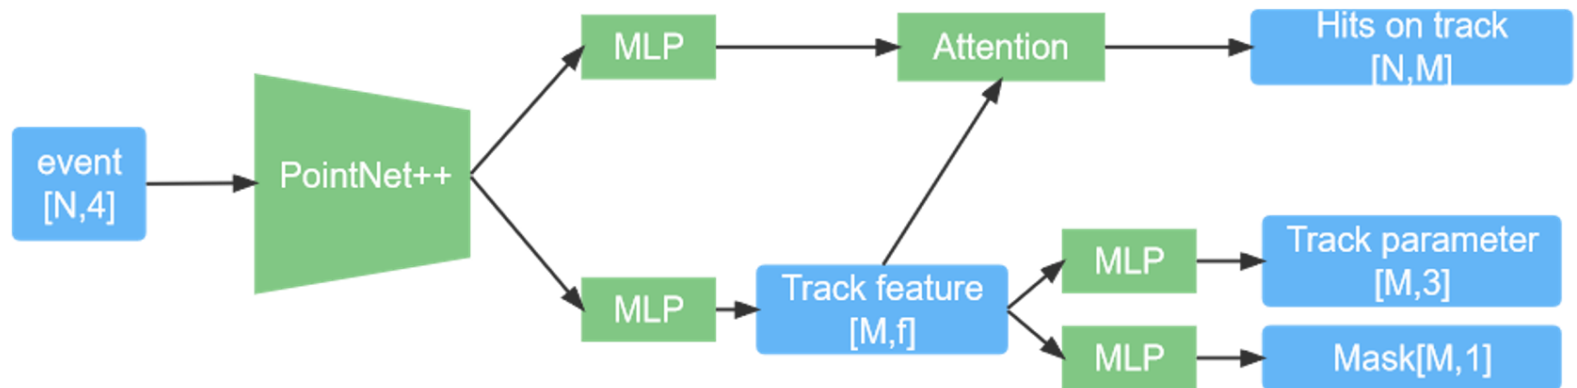 event
[N,4]
PointNet++
MLP
Attention
Hits on track
[N,M]
MLP
Track feature
[M,f]
MLP
Track parameter
[M,3]
MLP
Mask[M,1]